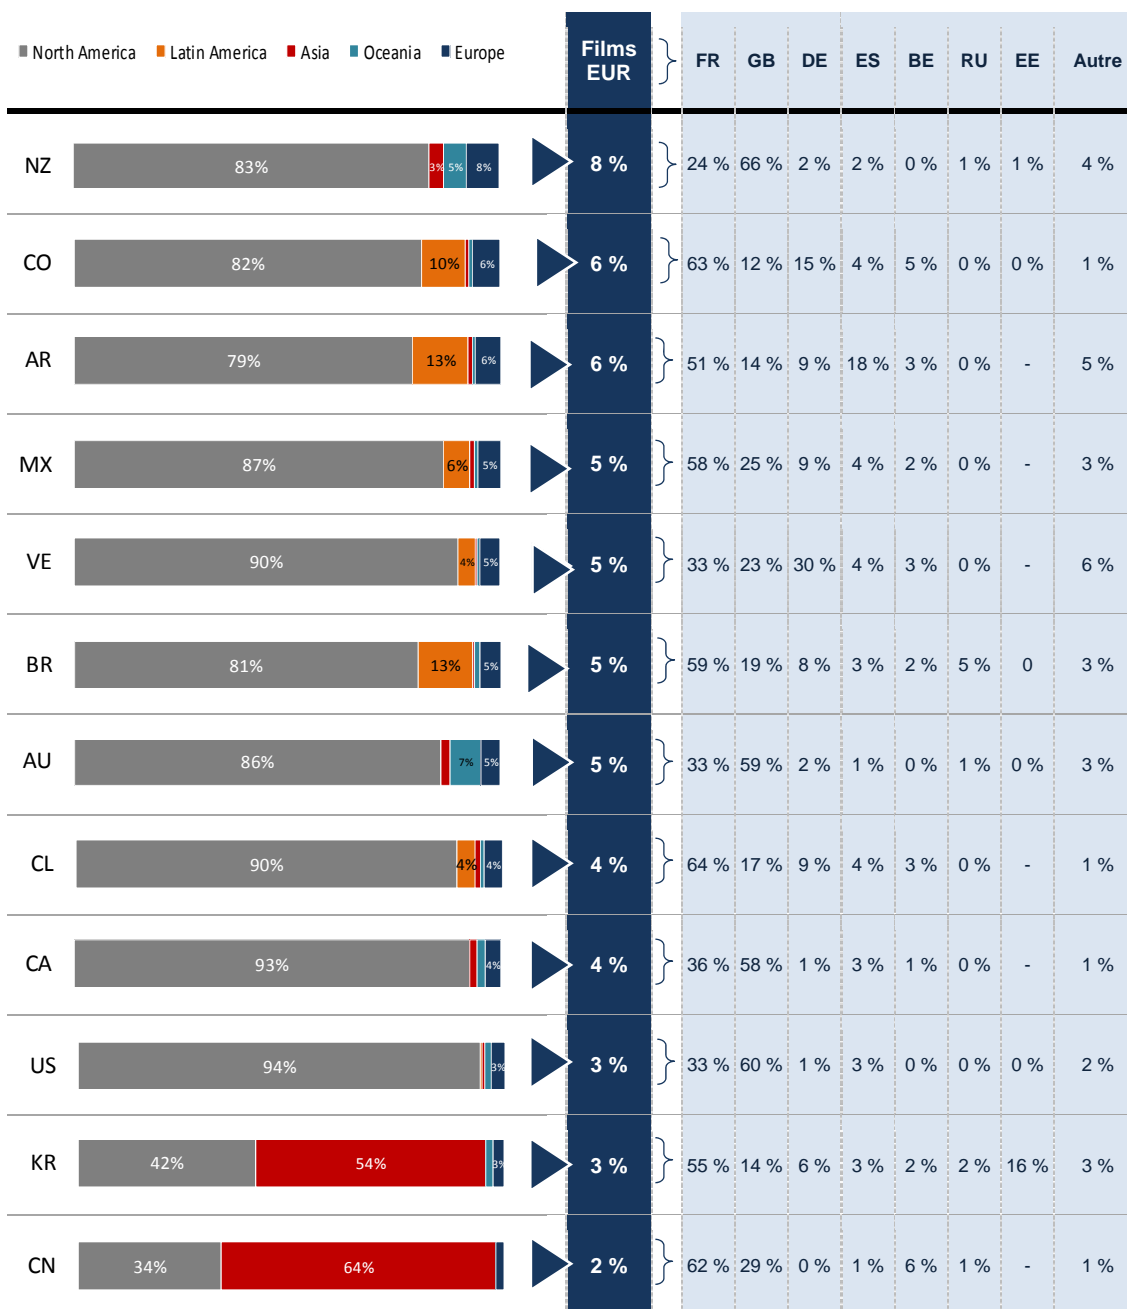 North America Latin America Asia Oceania Europe
Films EUR FR GB DE ES BE RU EE Autre
NZ 83% 3% 5% 8% 8 % 24 % 66 % 2 % 2 % 0 % 1 % 1 % 4 %
CO 82% 10% 6% 6 % 63 % 12 % 15 % 4 % 5 % 0 % 0 % 1 %
AR 79% 13% 6% 6 % 51 % 14 % 9 % 18 % 3 % 0 % - 5 %
MX 87% 6% 5% 5 % 58 % 25 % 9 % 4 % 2 % 0 % - 3 %
VE 90% 4% 5% 5 % 33 % 23 % 30 % 4 % 3 % 0 % - 6 %
BR 81% 13% 5% 5 % 59 % 19 % 8 % 3 % 2 % 5 % 0 3 %
AU 86% 7% 5% 5 % 33 % 59 % 2 % 1 % 0 % 1 % 0 % 3 %
CL 90% 4% 4% 4 % 64 % 17 % 9 % 4 % 3 % 0 % - 1 %
CA 93% 4% 4 % 36 % 58 % 1 % 3 % 1 % 0 % - 1 %
US 94% 3% 3 % 33 % 60 % 1 % 3 % 0 % 0 % 0 % 2 %
KR 42% 54% 3% 3 % 55 % 14 % 6 % 3 % 2 % 2 % 16 % 3 %
CN 34% 64% 2 % 62 % 29 % 0 % 1 % 6 % 1 % - 1 %